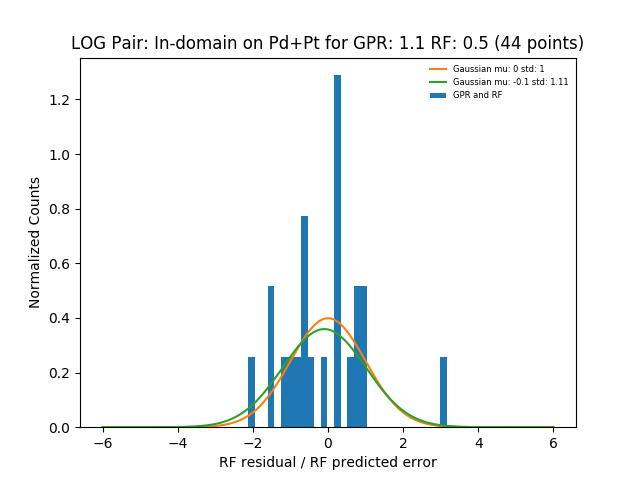 LOG Pair: In-domain on Pd+Pt for GPR: 1.1 RF: 0.5 (44 points)
Gaussian mu: 0 std: 1
Gaussian mu: -0.1 std: 1.11
GPR and RF
Normalized Counts
1.2
1.0
0.8
0.6
0.4
0.2
0.0
−6 −4 −2 0 2 4 6
RF residual / RF predicted error